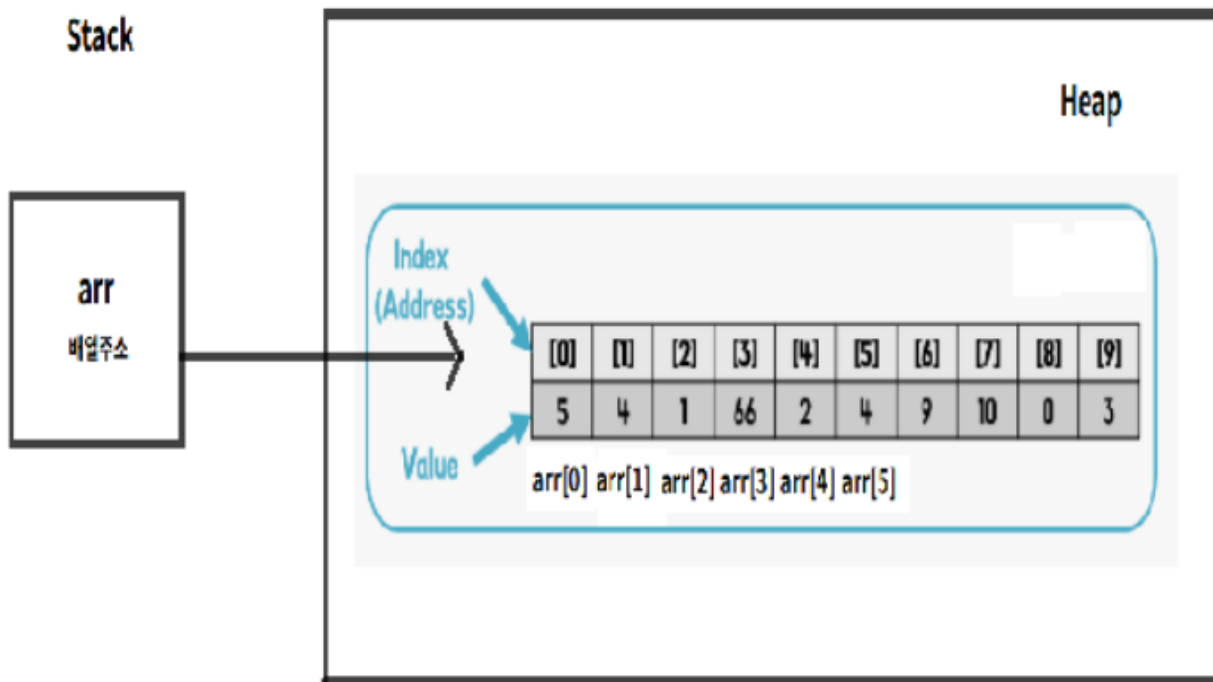 Stack
Heap
arr
배열주소
Index
(Address)
[0] [1] [2] [3] [4] [5] [6] [7] [8] [9]
5 4 1 66 2 4 9 10 0 3
Value
arr[0] arr[1] arr[2] arr[3] arr[4] arr[5]